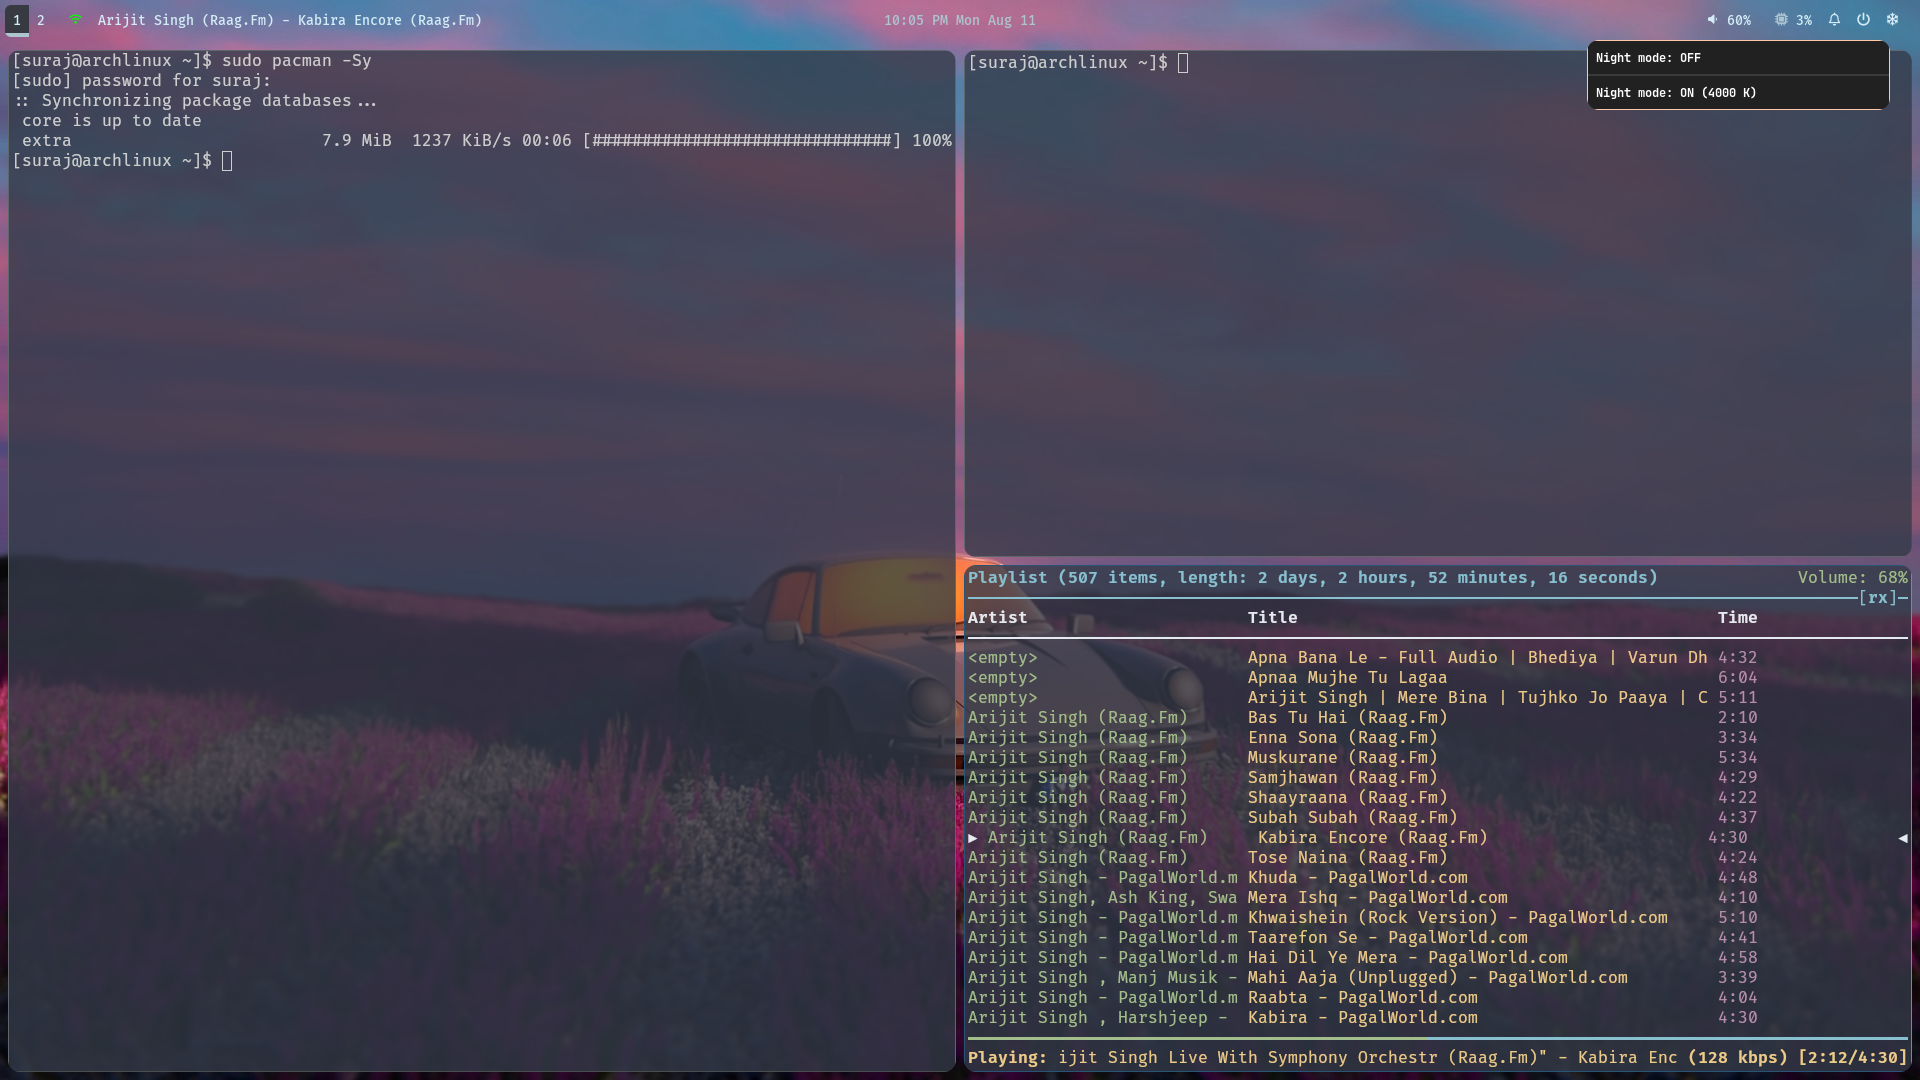 1 2 Arijit Singh (Raag.Fm) - Kabira Encore (Raag.Fm) 10:05 PM Mon Aug 11 60% 3%
[suraj@archlinux ~]$ sudo pacman -Sy
[sudo] password for suraj:
:: Synchronizing package databases...
core is up to date
extra 7.9 MiB 1237 KiB/s 00:06 [##############################] 100%
[suraj@archlinux ~]$
[suraj@archlinux ~]$
Night mode: OFF
Night mode: ON (4000 K)
Playlist (507 items, length: 2 days, 2 hours, 52 minutes, 16 seconds) Volume: 68%
[rx]
Artist Title Time
<empty> Apna Bana Le - Full Audio | Bhediya | Varun Dh 4:32
<empty> Apnaa Mujhe Tu Lagaa 6:04
<empty> Arijit Singh | Mere Bina | Tujhko Jo Paaya | C 5:11
Arijit Singh (Raag.Fm) Bas Tu Hai (Raag.Fm) 2:10
Arijit Singh (Raag.Fm) Enna Sona (Raag.Fm) 3:34
Arijit Singh (Raag.Fm) Muskurane (Raag.Fm) 5:34
Arijit Singh (Raag.Fm) Samjhawan (Raag.Fm) 4:29
Arijit Singh (Raag.Fm) Shaayraana (Raag.Fm) 4:22
Arijit Singh (Raag.Fm) Subah Subah (Raag.Fm) 4:37
▶ Arijit Singh (Raag.Fm) Kabira Encore (Raag.Fm) 4:30 ◀
Arijit Singh (Raag.Fm) Tose Naina (Raag.Fm) 4:24
Arijit Singh - PagalWorld.m Khuda - PagalWorld.com 4:48
Arijit Singh, Ash King, Swa Mera Ishq - PagalWorld.com 4:10
Arijit Singh - PagalWorld.m Khwaishein (Rock Version) - PagalWorld.com 5:10
Arijit Singh - PagalWorld.m Taarefon Se - PagalWorld.com 4:41
Arijit Singh - PagalWorld.m Hai Dil Ye Mera - PagalWorld.com 4:58
Arijit Singh , Manj Musik - Mahi Aaja (Unplugged) - PagalWorld.com 3:39
Arijit Singh - PagalWorld.m Raabta - PagalWorld.com 4:04
Arijit Singh , Harshjeep - Kabira - PagalWorld.com 4:30
Playing: ijit Singh Live With Symphony Orchestr (Raag.Fm)" - Kabira Enc (128 kbps) [2:12/4:30]